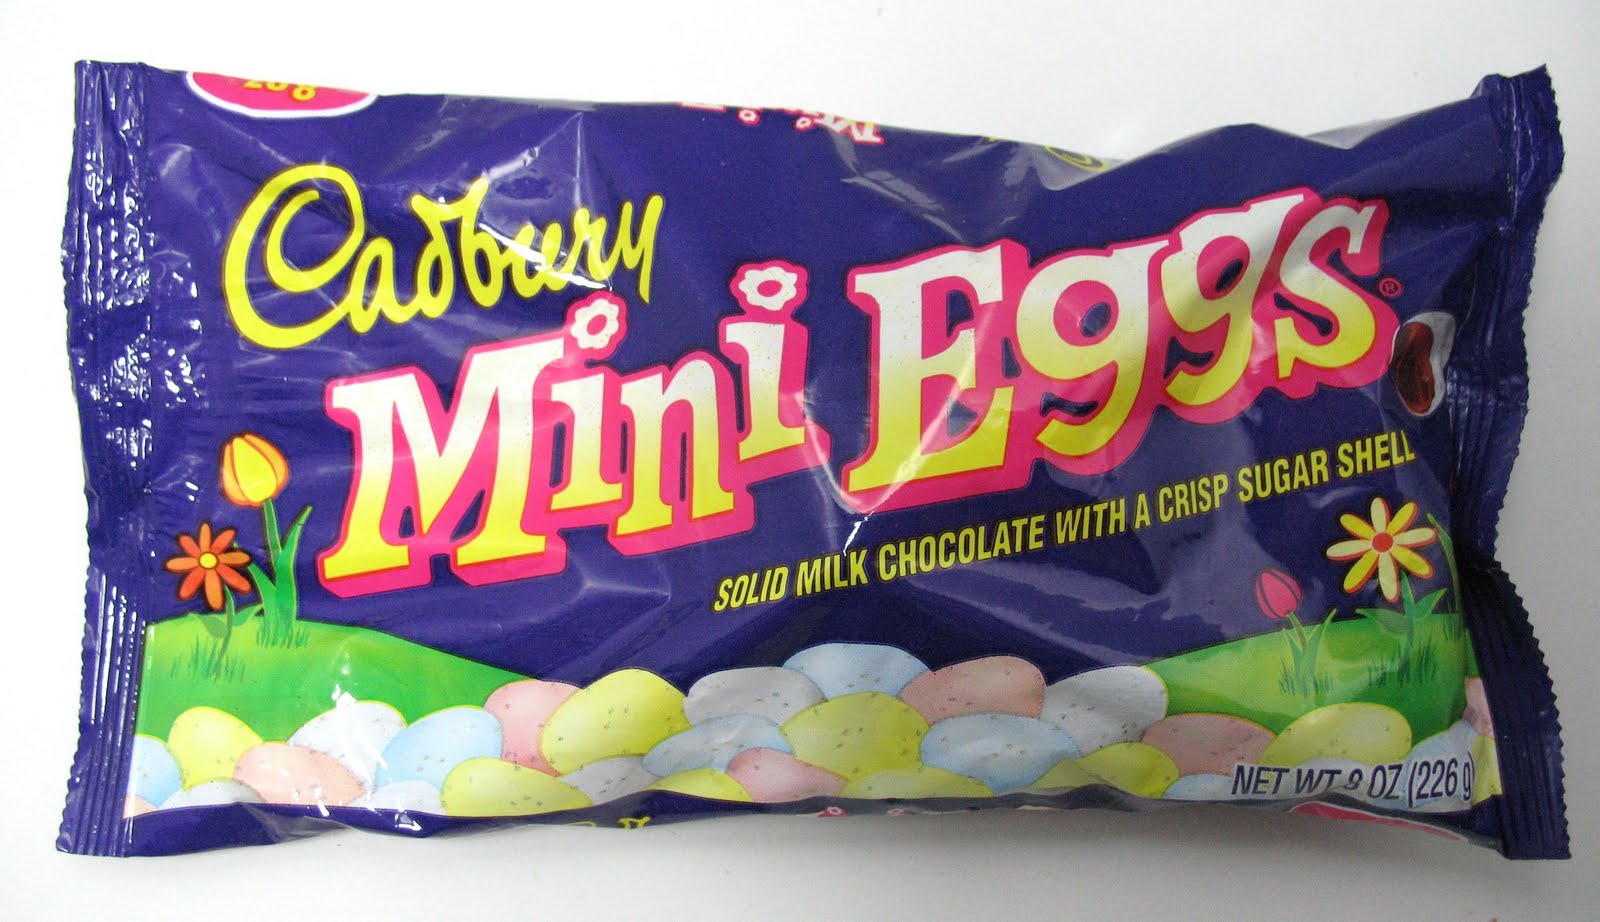 Cadbury
Mini Eggs®
SOLID MILK CHOCOLATE WITH A CRISP SUGAR SHELL
NET WT 8 OZ (226 g)